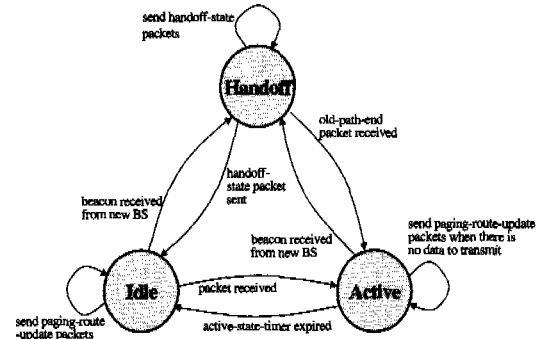 send handoff-state
packets
Handoff
old-path-end
packet received
handoff-
state packet
sent
beacon received
from new BS
beacon received
from new BS
send paging-route-update
packets when there is
no data to transmit
Idle
packet received
Active
send paging-route
-update packets
active-state-timer expired